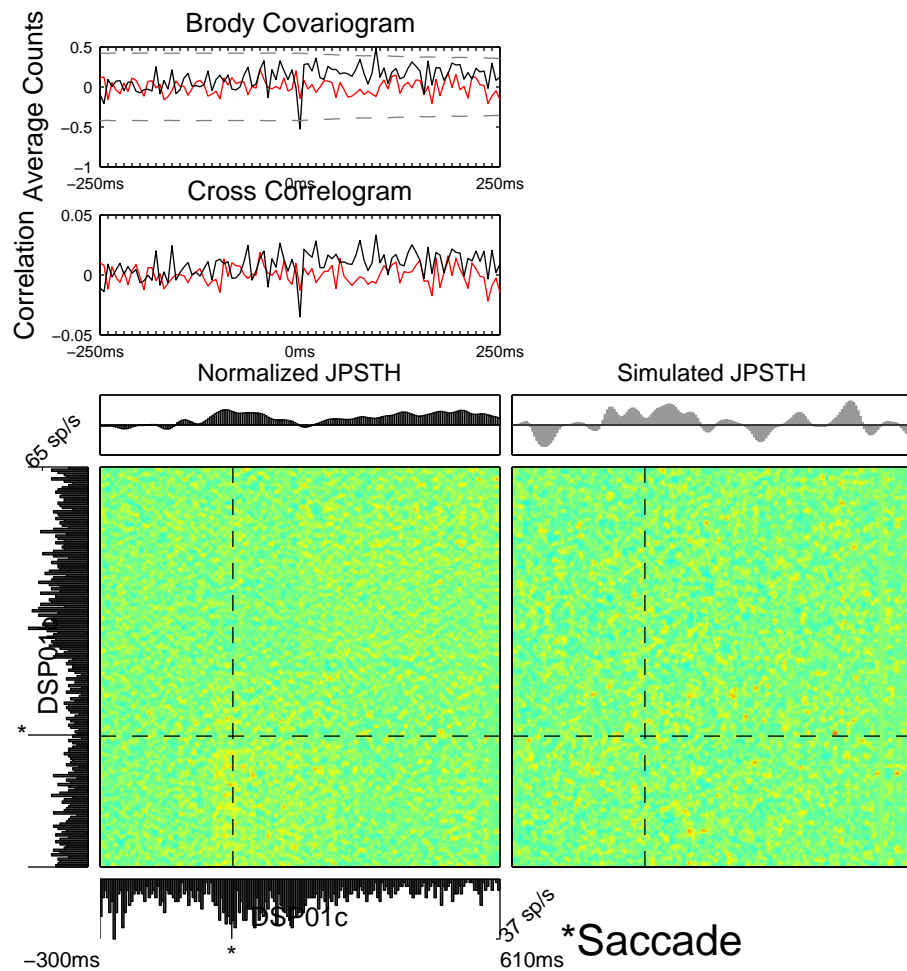 Brody Covariogram
Average Counts
0.5
0
−0.5
−1
−250ms
0ms
250ms
Cross Correlogram
Correlation
0.05
0
−0.05
−250ms
0ms
250ms
Normalized JPSTH
Simulated JPSTH
65 sp/s
DSP01b
*
DSP01c
37 sp/s
*
−300ms
610ms
*Saccade